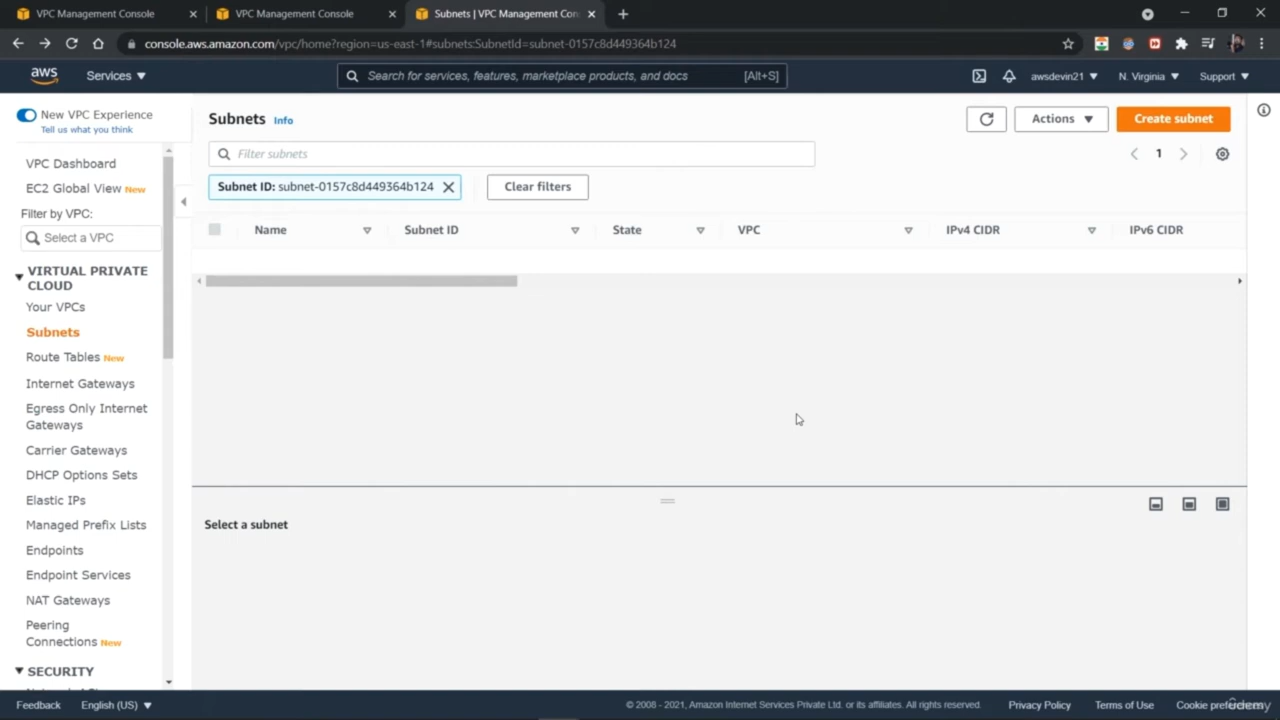 VPC Management Console
VPC Management Console
Subnets | VPC Management Con
console.aws.amazon.com/vpc/home?region=us-east-1#subnets:SubnetId=subnet-0157c8d449364b124
aws
Services
Search for services, features, marketplace products, and docs
[Alt+S]
awsdevin21
N. Virginia
Support
New VPC Experience
Tell us what you think
VPC Dashboard
EC2 Global View New
Filter by VPC:
Select a VPC
VIRTUAL PRIVATE
CLOUD
Your VPCs
Subnets
Route Tables New
Internet Gateways
Egress Only Internet
Gateways
Carrier Gateways
DHCP Options Sets
Elastic IPs
Managed Prefix Lists
Endpoints
Endpoint Services
NAT Gateways
Peering
Connections New
SECURITY
Subnets Info
Actions
Create subnet
Filter subnets
1
Subnet ID: subnet-0157c8d449364b124
Clear filters
Name
Subnet ID
State
VPC
IPv4 CIDR
IPv6 CIDR
Select a subnet
Feedback
English (US)
© 2008 - 2021, Amazon Internet Services Private Ltd. or its affiliates. All rights reserved.
Privacy Policy
Terms of Use
Cookie preferences
Udemy